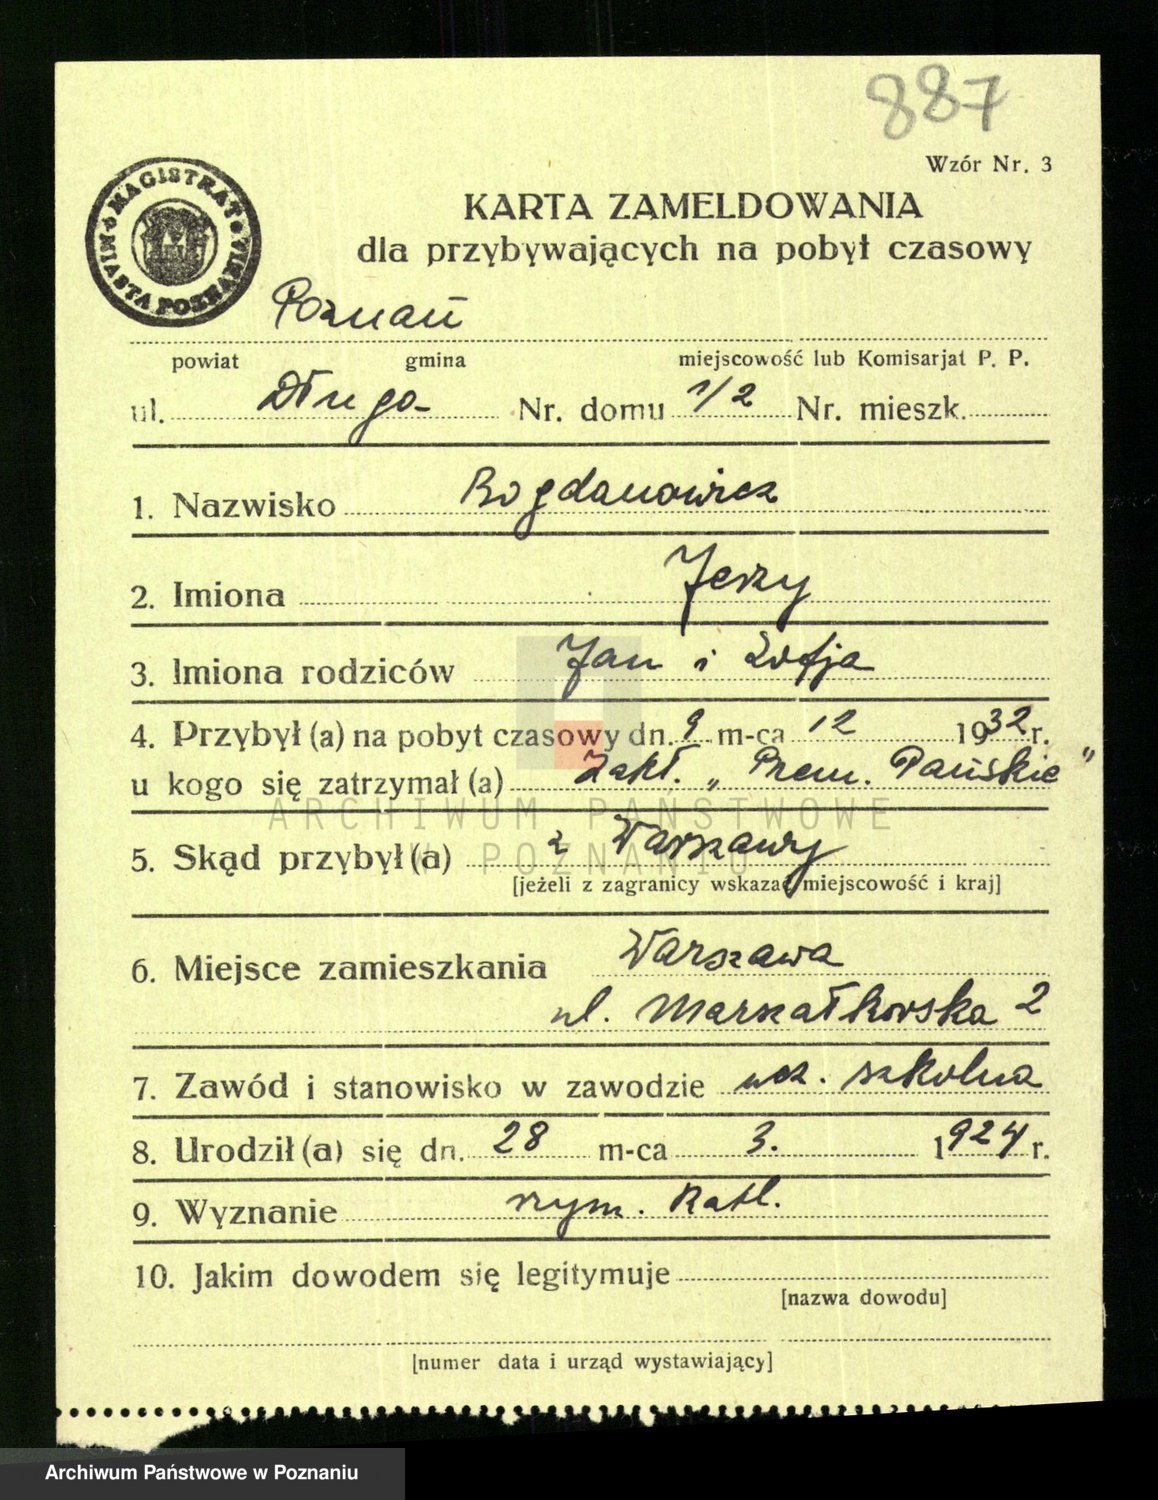 887
Wzór Nr. 3
MAGISTRAT MIASTA POZNANIA
KARTA ZAMELDOWANIA
dla przybywających na pobyt czasowy
Poznań
powiat gmina miejscowość lub Komisarjat P. P.
ul. Długa Nr. domu 1/2 Nr. mieszk.
1. Nazwisko Bogdanowicz
2. Imiona Jerzy
3. Imiona rodziców Jan i Zofja
4. Przybył (a) na pobyt czasowy dn. 9 m-ca 12 1932 r.
u kogo się zatrzymał (a) Zakł. „Przem. Pańskie"
ARCHIWUM PAŃSTWOWE
W POZNANIU
5. Skąd przybył (a) z Warszawy
[jeżeli z zagranicy wskazać miejscowość i kraj]
6. Miejsce zamieszkania Warszawa
ul. Marszałkowska 2
7. Zawód i stanowisko w zawodzie ucz. szkolna
8. Urodził (a) się dn. 28 m-ca 3. 1924 r.
9. Wyznanie rzym. katl.
10. Jakim dowodem się legitymuje
[nazwa dowodu]
[numer data i urząd wystawiający]
Archiwum Państwowe w Poznaniu